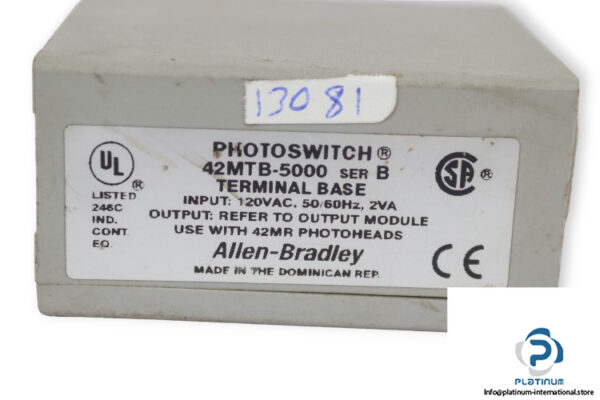 13081
PHOTOSWITCH®
42MTB-5000 SER B
TERMINAL BASE
INPUT: 120VAC, 50/60Hz, 2VA
OUTPUT: REFER TO OUTPUT MODULE
USE WITH 42MR PHOTOHEADS
Allen-Bradley
MADE IN THE DOMINICAN REP.
UL
®
LISTED
246C
IND.
CONT.
EQ.
SA ®
CE
PLATINUM
Info@platinum-international.store